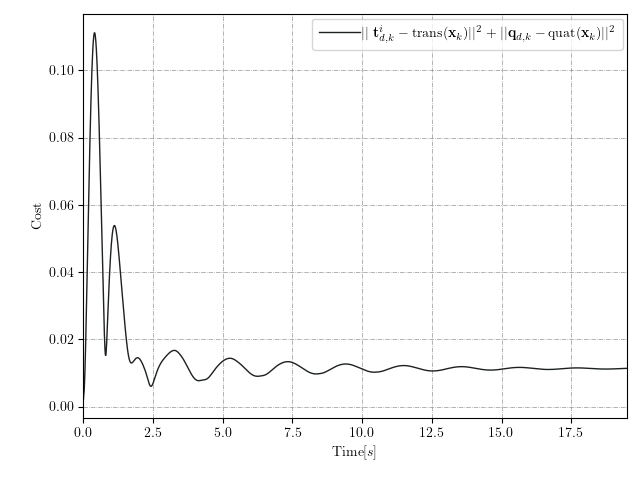 || t^i_{d,k} − trans(x_k)||^2 + ||q_{d,k} − quat(x_k)||^2
0.10
0.08
0.06
0.04
0.02
0.00
Cost
0.0 2.5 5.0 7.5 10.0 12.5 15.0 17.5
Time[s]